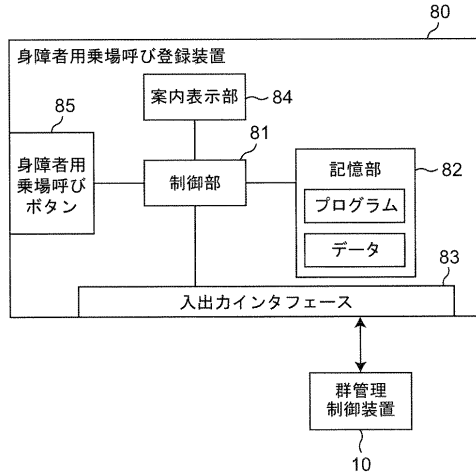 80
身障者用乗場呼び登録装置
案内表示部
84
85
81
身障者用
乗場呼び
ボタン
制御部
記憶部
82
プログラム
データ
83
入出力インタフェース
群管理
制御装置
10